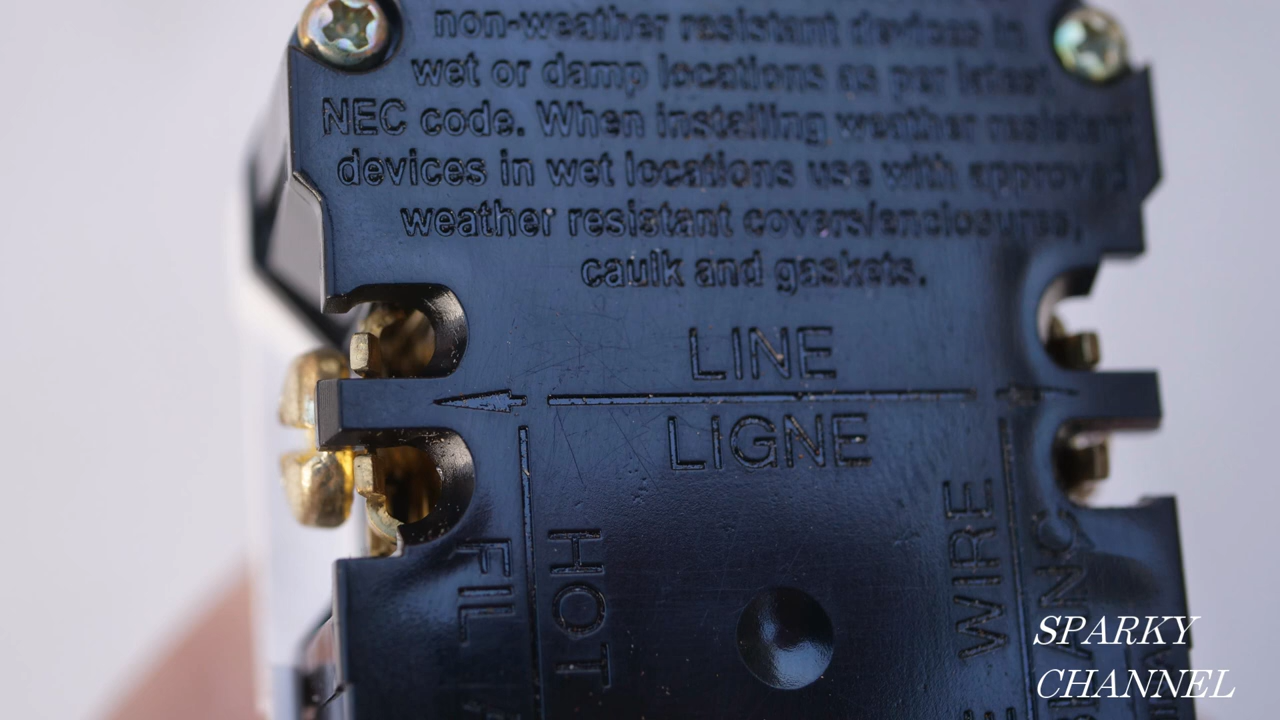 non-weather resistant devices in
wet or damp locations as per latest
NEC code. When installing weather resistant
devices in wet locations use with approved
weather resistant covers/enclosures,
caulk and gaskets.
LINE
LIGNE
FIL
HOT
WIRE
SPARKY
CHANNEL